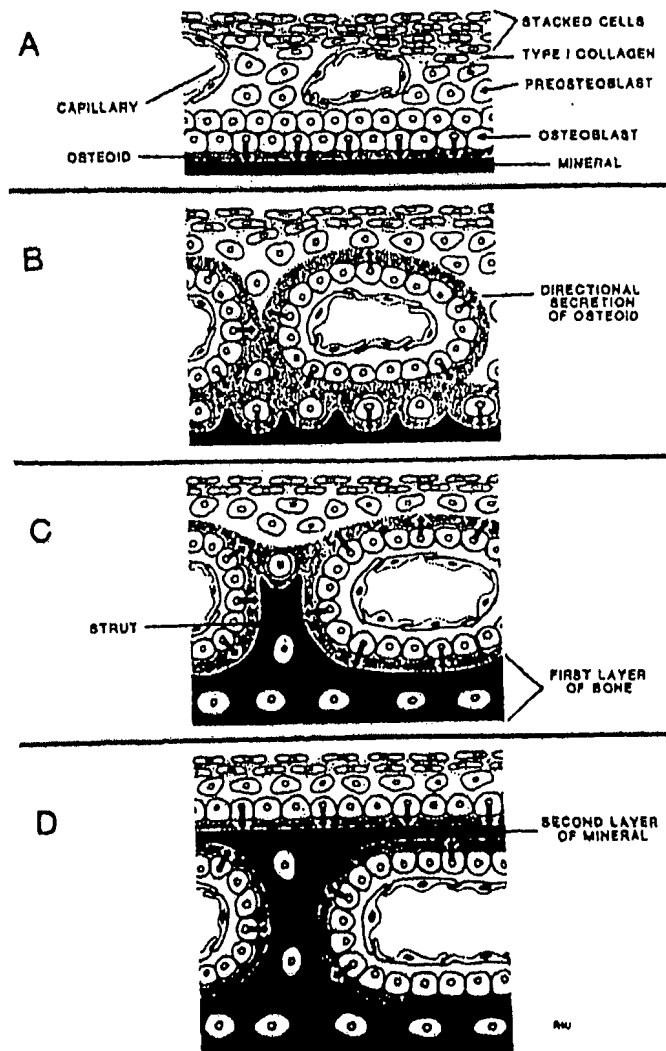 A
STACKED CELLS
TYPE I COLLAGEN
PREOSTEOBLAST
CAPILLARY
OSTEOBLAST
OSTEOID
MINERAL
B
DIRECTIONAL
SECRETION
OF OSTEOID
C
STRUT
FIRST LAYER
OF BONE
D
SECOND LAYER
OF MINERAL